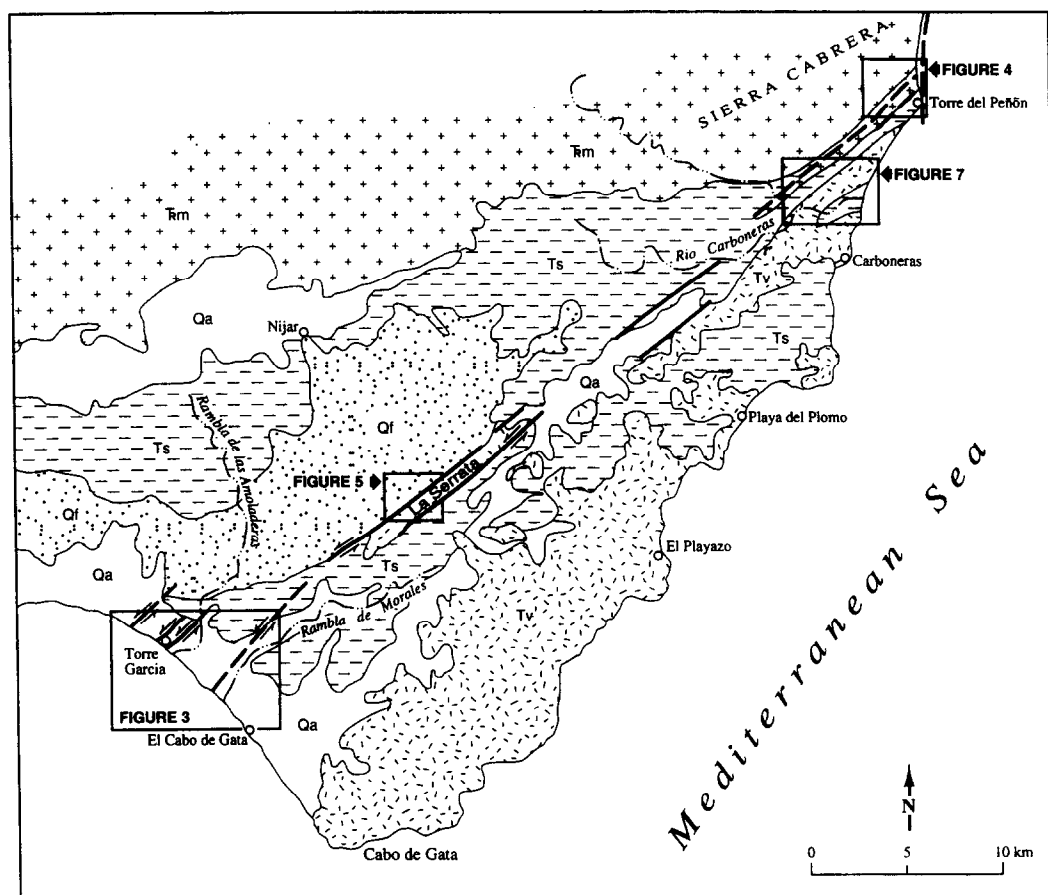 SIERRA CABRERA
FIGURE 4
Torre del Peñón
Ŧm
FIGURE 7
Ŧm
Rio Carboneras
Carboneras
Ts
Tv
Qa
Nijar
Ts
Qa
Playa del Plomo
Rambla de las Amoladeras
Qf
Ts
FIGURE 5
La Serrata
Mediterranean Sea
Qf
El Playazo
Qa
Ts
Rambla de Morales
Tv
Torre
Garcia
FIGURE 3
Qa
El Cabo de Gata
N
Cabo de Gata
0 5 10 km